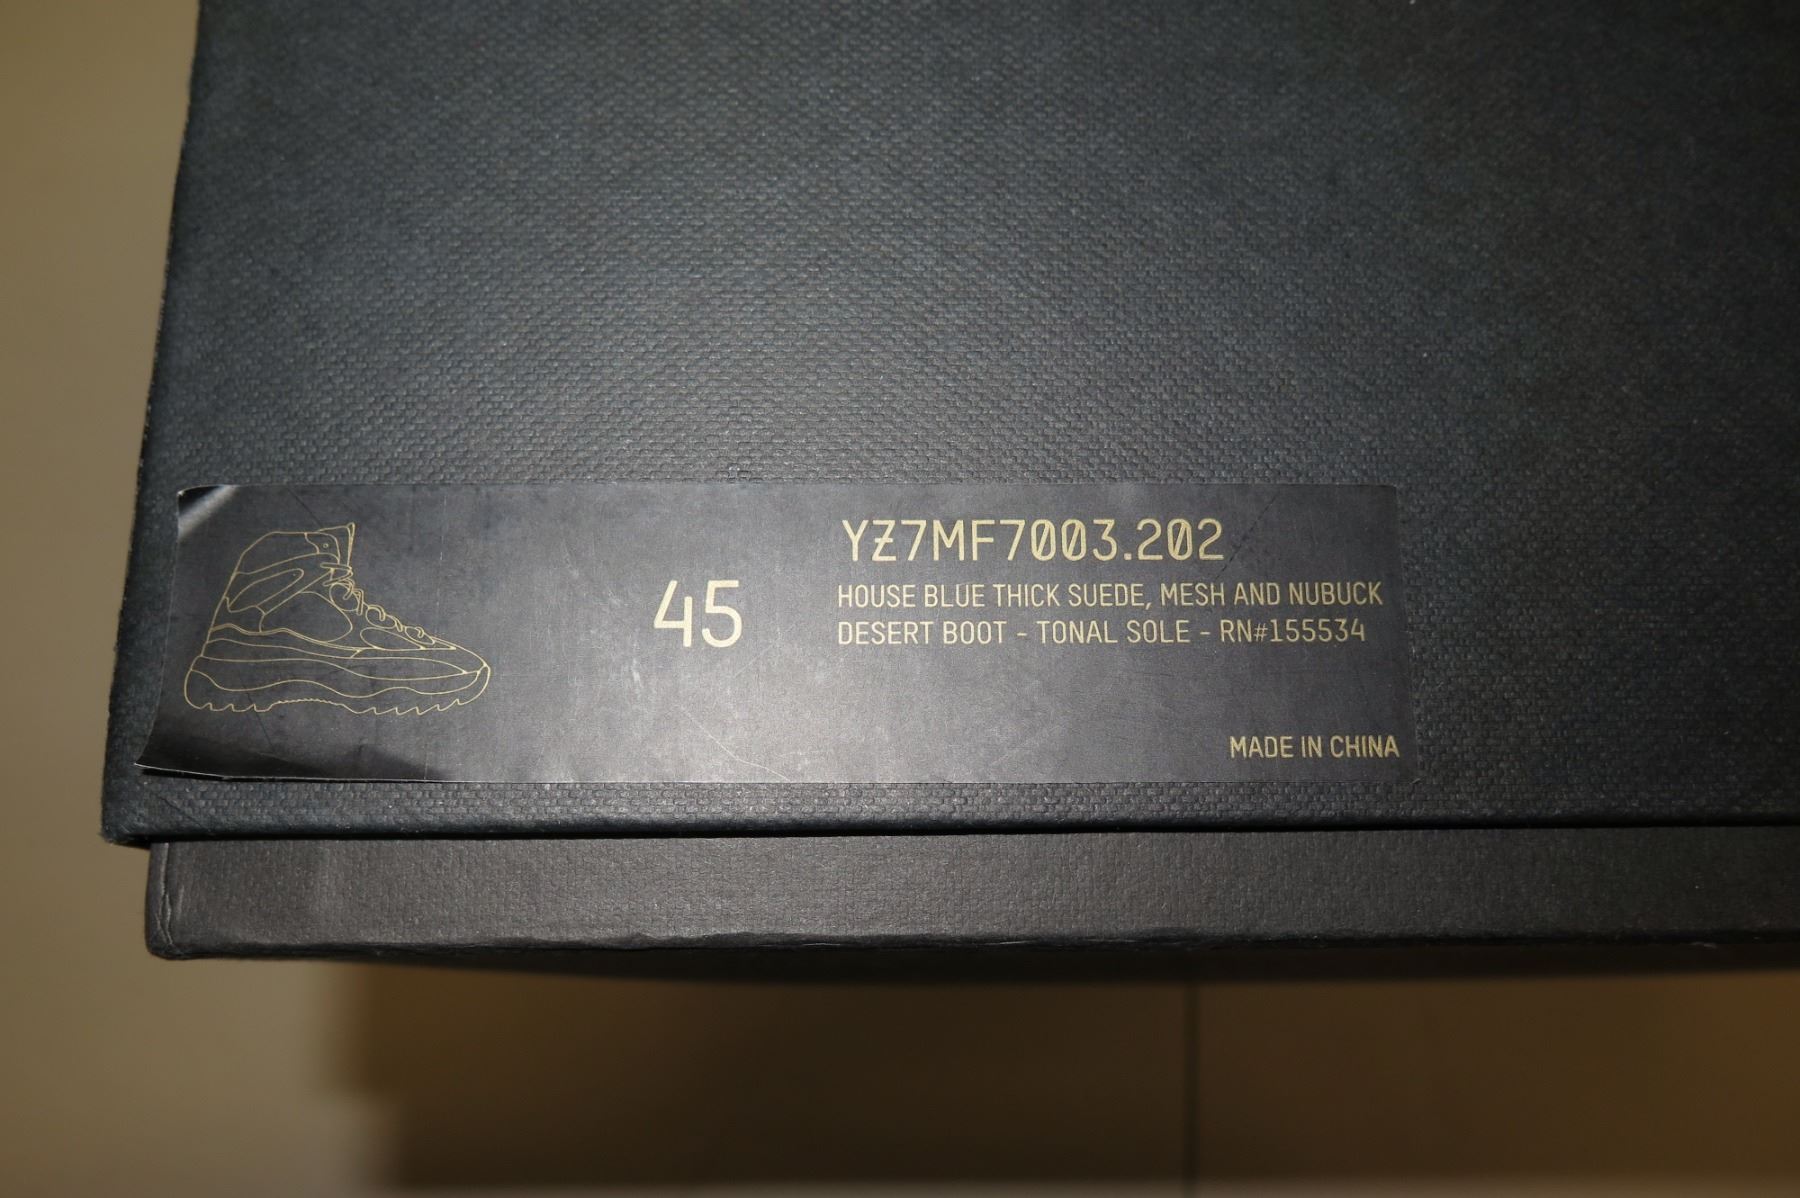 45
YZ7MF7003.202
HOUSE BLUE THICK SUEDE, MESH AND NUBUCK
DESERT BOOT - TONAL SOLE - RN#155534
MADE IN CHINA